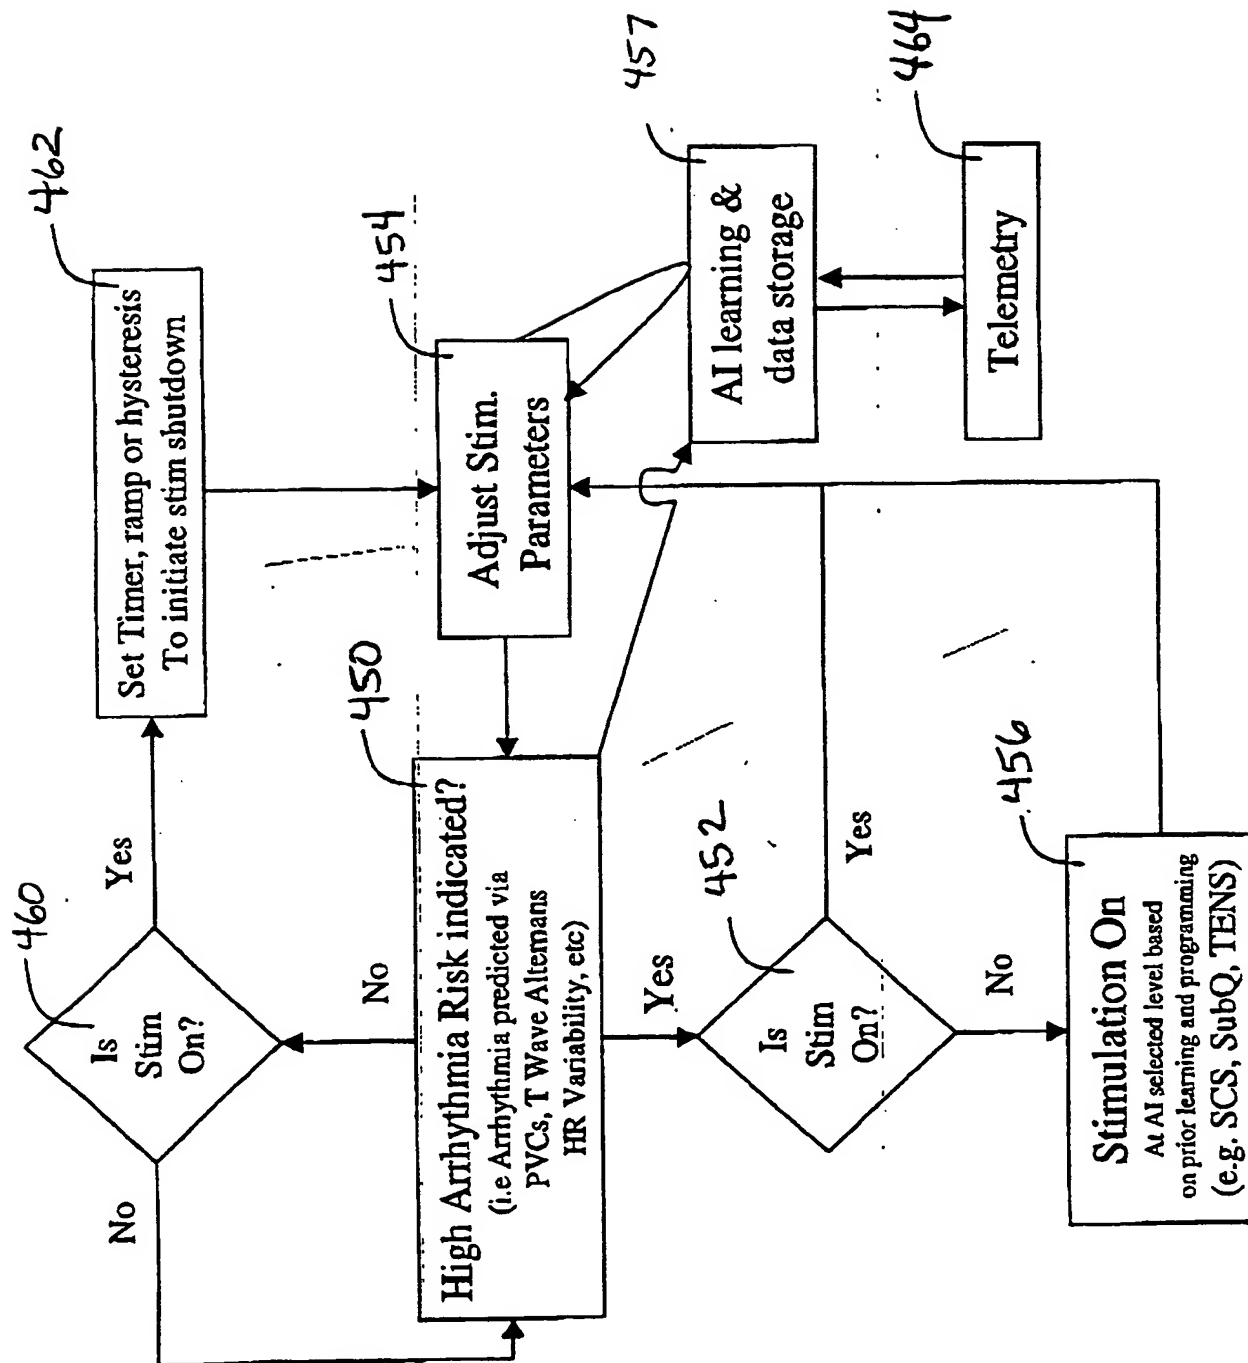 No
460
Is
Stim
On?
Yes
462
Set Timer, ramp or hysteresis
To initiate stim shutdown
No
450
High Arrhythmia Risk indicated?
(i.e Arrhythmia predicted via
PVCs, T Wave Alternans
HR Variability, etc)
454
Adjust Stim.
Parameters
Yes
452
Is
Stim
On?
Yes
457
AI learning &
data storage
No
456
Stimulation On
At AI selected level based
on prior learning and programming
(e.g. SCS, SubQ, TENS)
464
Telemetry